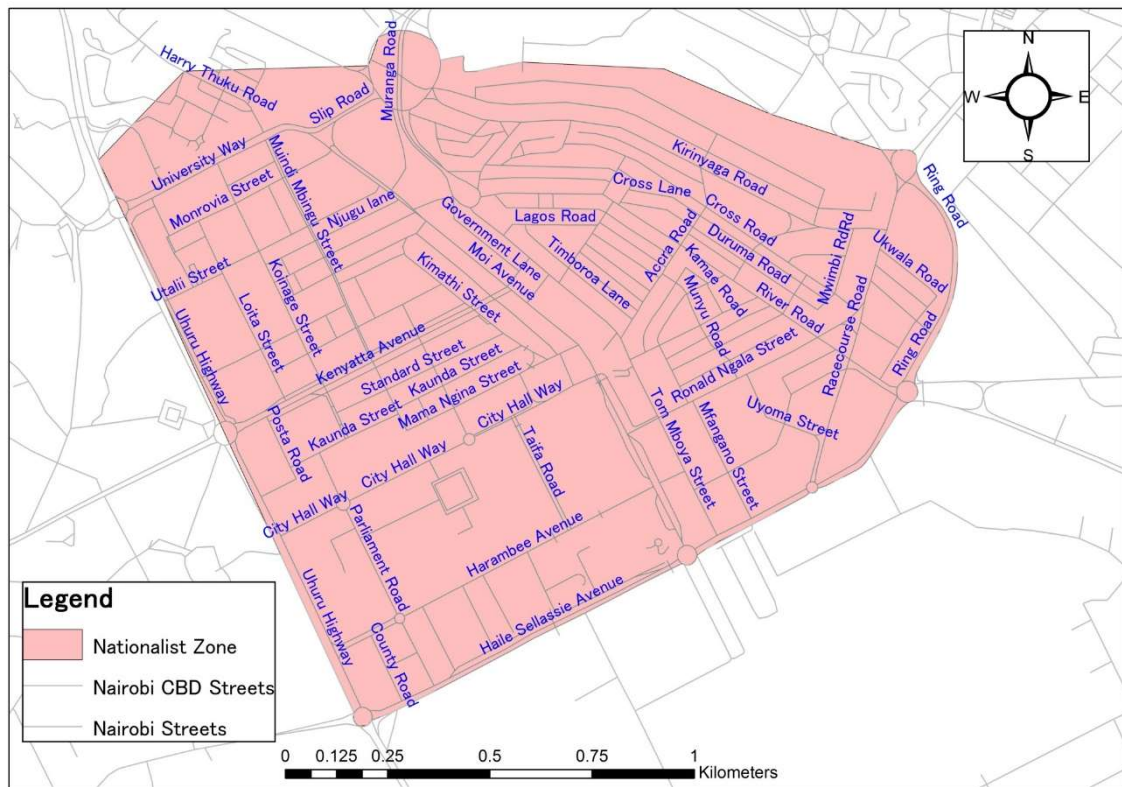 N
W
E
S
Harry Thuku Road
Muranga Road
Slip Road
University Way
Muindi Mbingu Street
Monrovia Street
Njugu lane
Utalii Street
Koinage Street
Loita Street
Uhuru Highway
Kimathi Street
Government Lane
Moi Avenue
Lagos Road
Timboroa Lane
Cross Lane
Kirinyaga Road
Cross Road
Accra Road
Duruma Road
Kamae Road
Munyu Road
River Road
Mwimbi RdRd
Ring Road
Ukwala Road
Racecourse Road
Ring Road
Kenyatta Avenue
Standard Street
Kaunda Street
Kaunda Street
Mama Ngina Street
City Hall Way
City Hall Way
City Hall Way
Posta Road
Ronald Ngala Street
Uyoma Street
Tom Mboya Street
Mfangano Street
Taifa Road
Parliament Road
Harambee Avenue
Uhuru Highway
County Road
Haile Sellassie Avenue
Legend
Nationalist Zone
Nairobi CBD Streets
Nairobi Streets
0 0.125 0.25 0.5 0.75 1
Kilometers